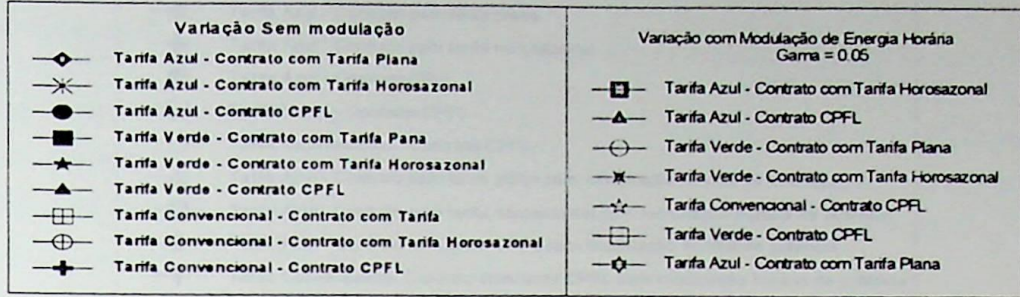 Variação Sem modulação
Tarifa Azul - Contrato com Tarifa Plana
Tarifa Azul - Contrato com Tarifa Horosazonal
Tarifa Azul - Contrato CPFL
Tarifa Verde - Contrato com Tarifa Pana
Tarifa Verde - Contrato com Tarifa Horosazonal
Tarifa Verde - Contrato CPFL
Tarifa Convencional - Contrato com Tarifa
Tarifa Convencional - Contrato com Tarifa Horosazonal
Tarifa Convencional - Contrato CPFL
Variação com Modulação de Energia Horária
Gama = 0.05
Tarifa Azul - Contrato com Tarifa Horosazonal
Tarifa Azul - Contrato CPFL
Tarifa Verde - Contrato com Tarifa Plana
Tarifa Verde - Contrato com Tarifa Horosazonal
Tarifa Convencional - Contrato CPFL
Tarifa Verde - Contrato CPFL
Tarifa Azul - Contrato com Tarifa Plana